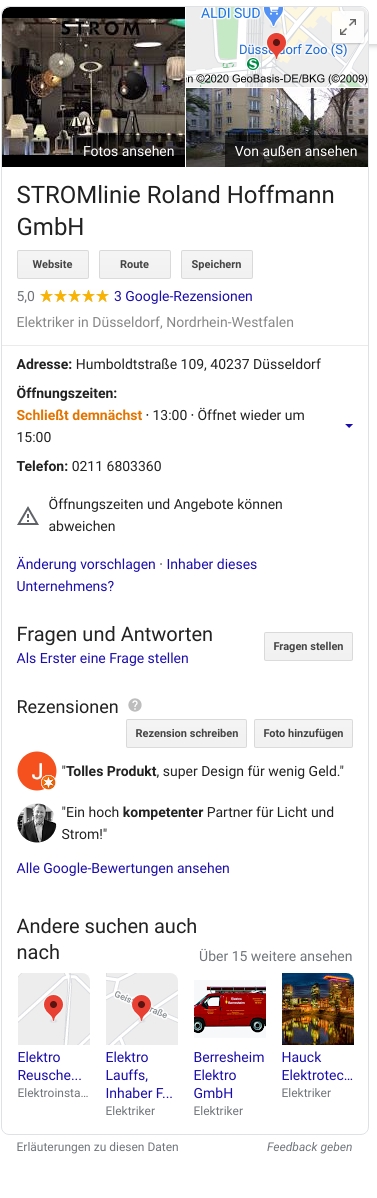 STROM
ALDI SUD
Düsseldorf Zoo (S)
©2020 GeoBasis-DE/BKG (©2009)
Fotos ansehen
Von außen ansehen
STROMlinie Roland Hoffmann
GmbH
Website
Route
Speichern
5,0 ★★★★★ 3 Google-Rezensionen
Elektriker in Düsseldorf, Nordrhein-Westfalen
Adresse: Humboldtstraße 109, 40237 Düsseldorf
Öffnungszeiten:
Schließt demnächst · 13:00 · Öffnet wieder um
15:00
Telefon: 0211 6803360
Öffnungszeiten und Angebote können
abweichen
Änderung vorschlagen · Inhaber dieses
Unternehmens?
Fragen und Antworten
Als Erster eine Frage stellen
Fragen stellen
Rezensionen ?
Rezension schreiben
Foto hinzufügen
J
"Tolles Produkt, super Design für wenig Geld."
"Ein hoch kompetenter Partner für Licht und
Strom!"
Alle Google-Bewertungen ansehen
Andere suchen auch
nach
Über 15 weitere ansehen
Elektro
Reusche...
Elektroinsta...
Elektro
Lauffs,
Inhaber F...
Elektriker
Berresheim
Elektro
GmbH
Elektriker
Hauck
Elektrotec...
Elektriker
Erläuterungen zu diesen Daten
Feedback geben